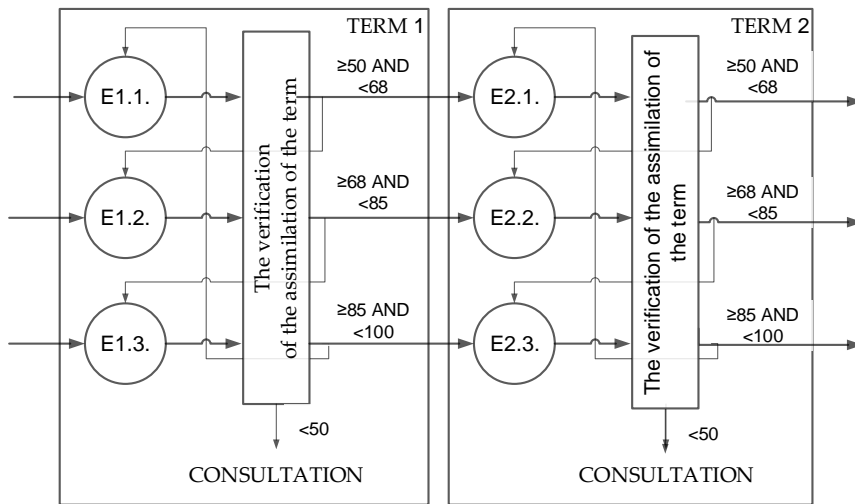 TERM 1
TERM 2
E1.1.
E1.2.
E1.3.
The verification
of the assimilation of the term
≥50 AND
<68
≥68 AND
<85
≥85 AND
<100
<50
CONSULTATION
E2.1.
E2.2.
E2.3.
The verification of the assimilation of
the term
≥50 AND
<68
≥68 AND
<85
≥85 AND
<100
<50
CONSULTATION